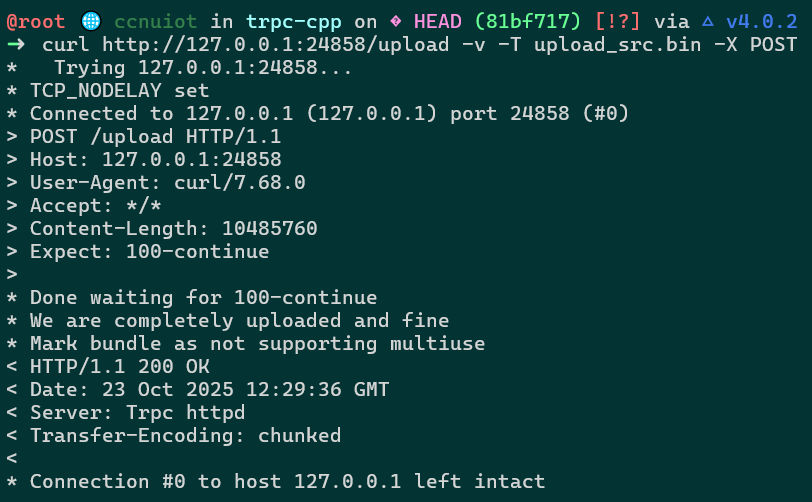 @root 🌐 ccnuiot in trpc-cpp on � HEAD (81bf717) [!?] via △ v4.0.2
➜ curl http://127.0.0.1:24858/upload -v -T upload_src.bin -X POST
*   Trying 127.0.0.1:24858...
* TCP_NODELAY set
* Connected to 127.0.0.1 (127.0.0.1) port 24858 (#0)
> POST /upload HTTP/1.1
> Host: 127.0.0.1:24858
> User-Agent: curl/7.68.0
> Accept: */*
> Content-Length: 10485760
> Expect: 100-continue
>
* Done waiting for 100-continue
* We are completely uploaded and fine
* Mark bundle as not supporting multiuse
< HTTP/1.1 200 OK
< Date: 23 Oct 2025 12:29:36 GMT
< Server: Trpc httpd
< Transfer-Encoding: chunked
<
* Connection #0 to host 127.0.0.1 left intact